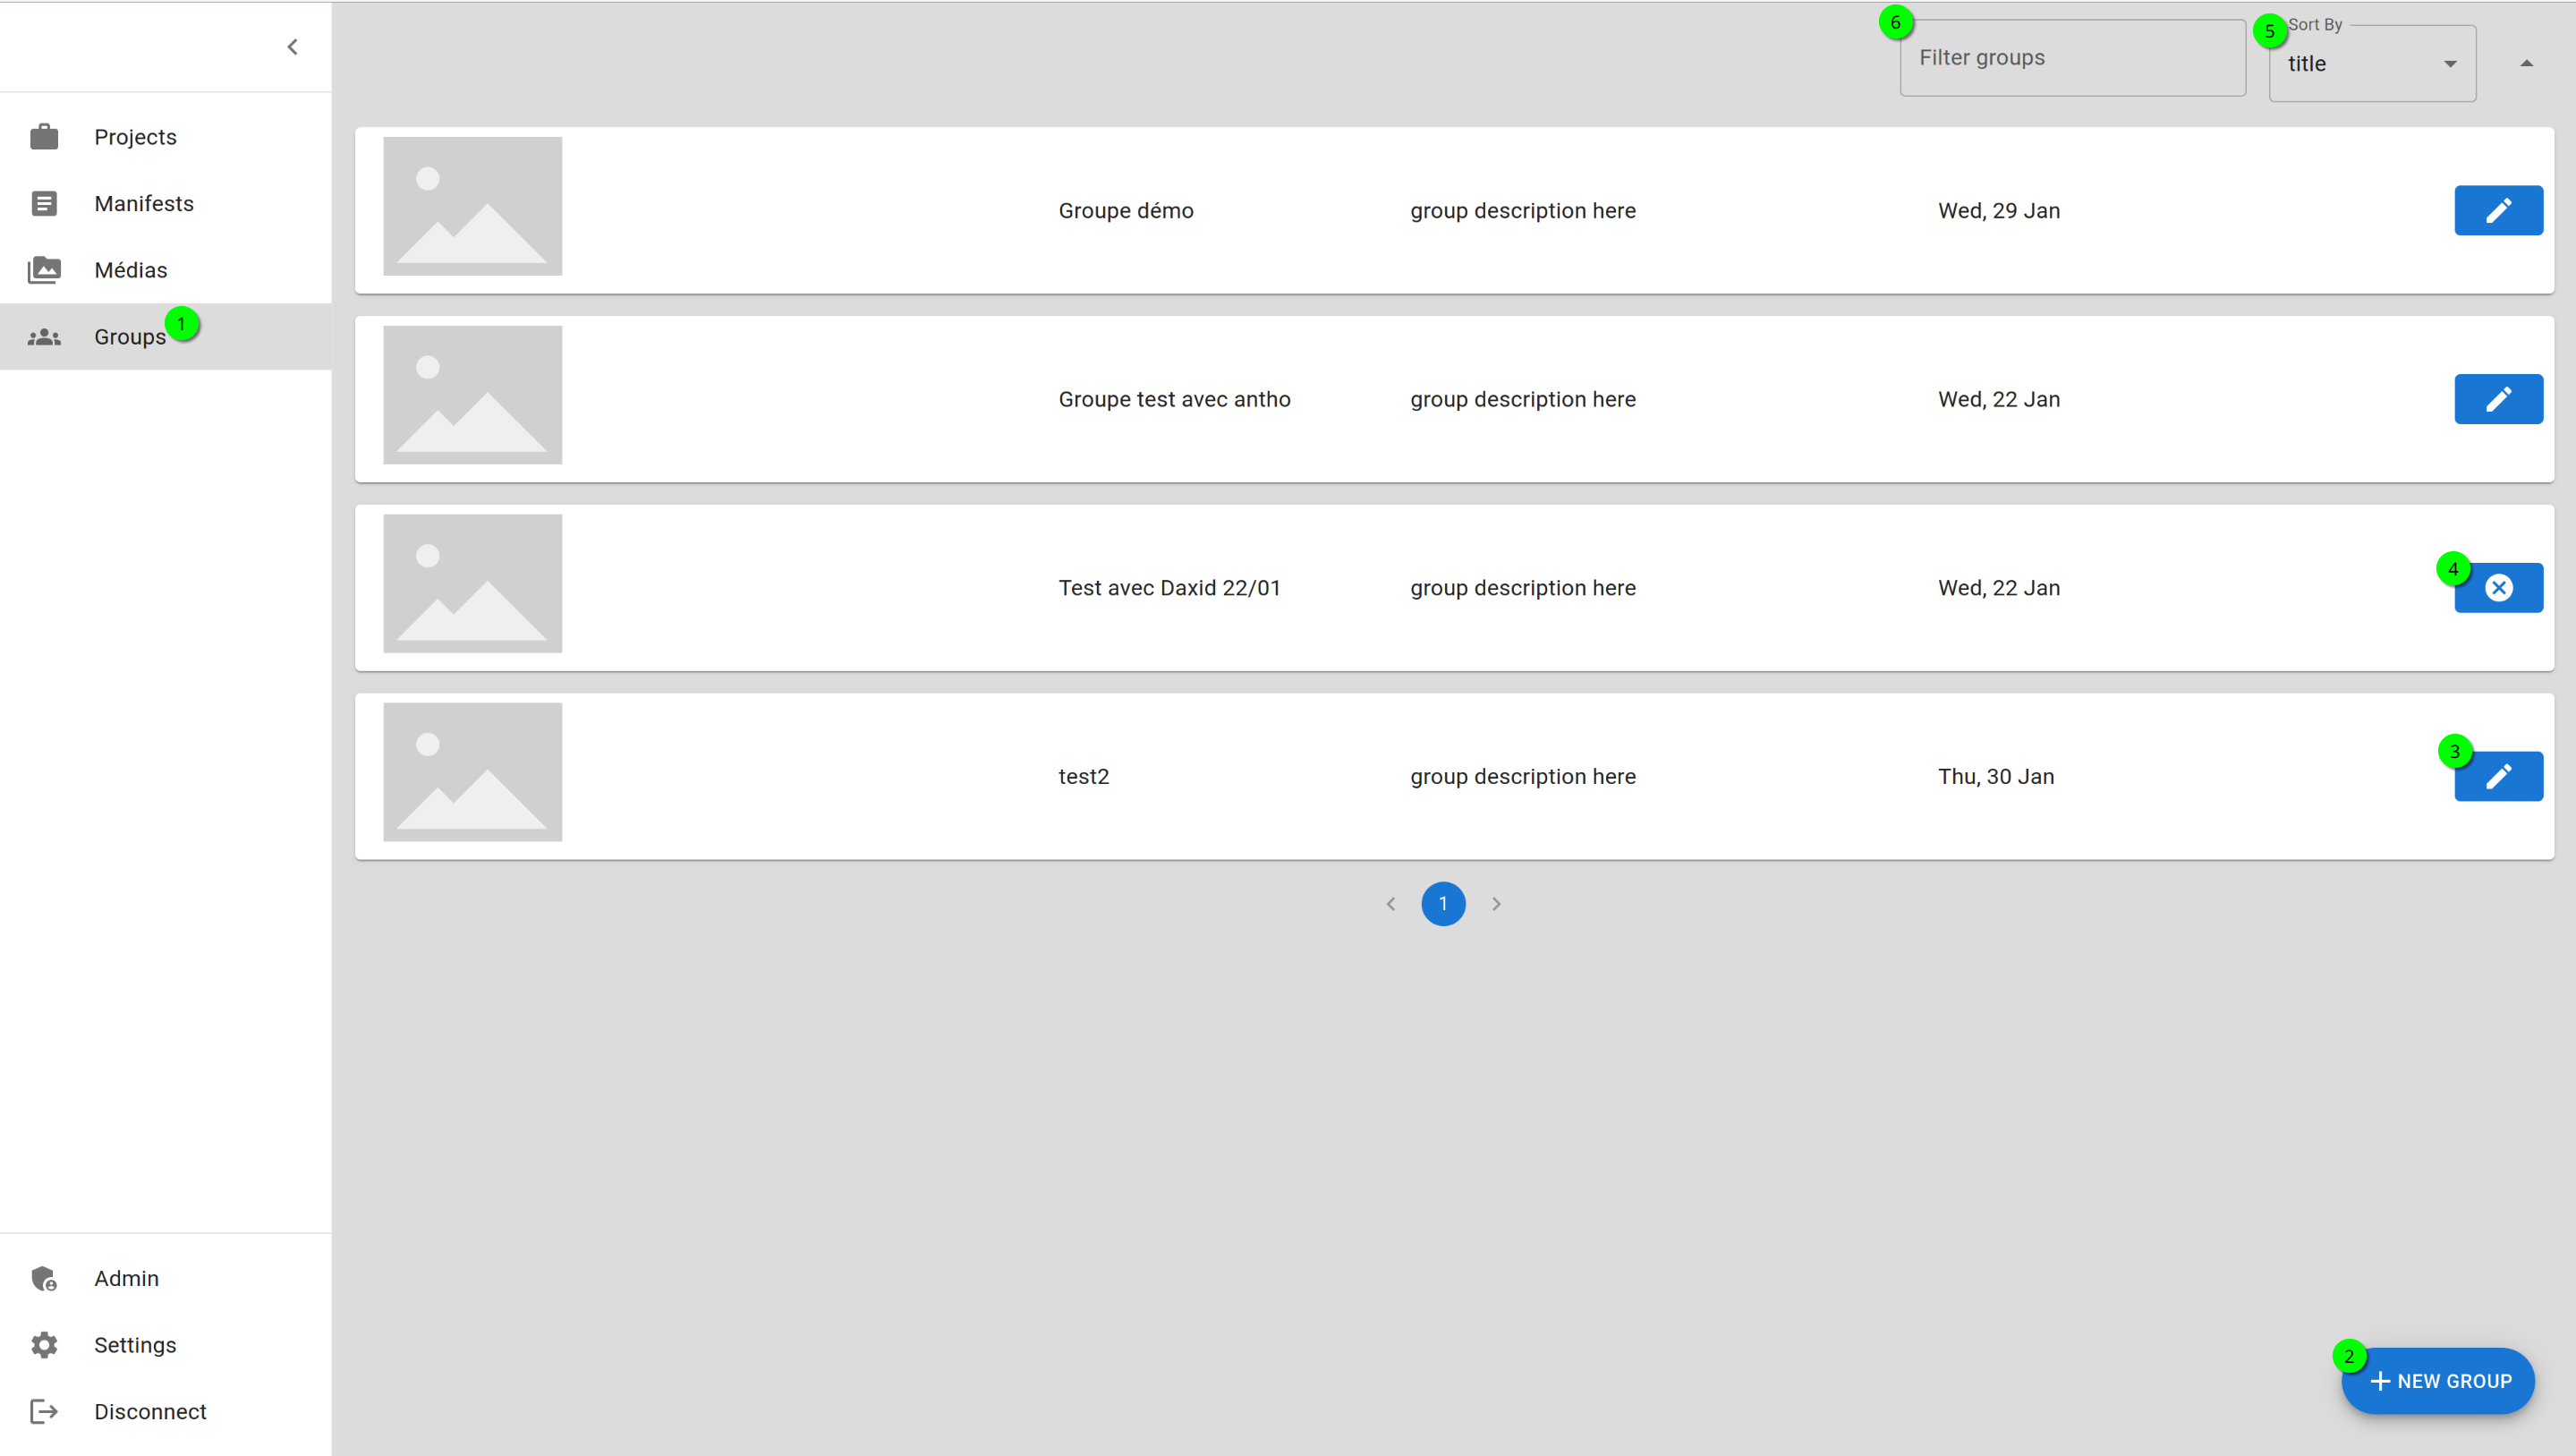 6
Filter groups
5
Sort By
title
Projects
Manifests
Médias
Groups
1
Groupe démo
group description here
Wed, 29 Jan
Groupe test avec antho
group description here
Wed, 22 Jan
Test avec Daxid 22/01
group description here
Wed, 22 Jan
4
test2
group description here
Thu, 30 Jan
3
1
Admin
Settings
Disconnect
2
NEW GROUP